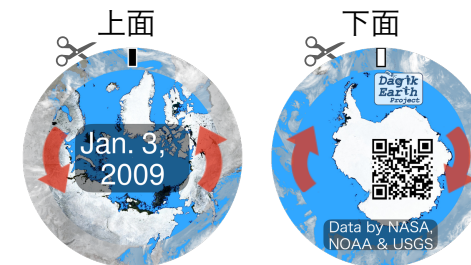 上面
下面
Jan. 3,
2009
Dagik
Earth
Project
Data by NASA,
NOAA & USGS